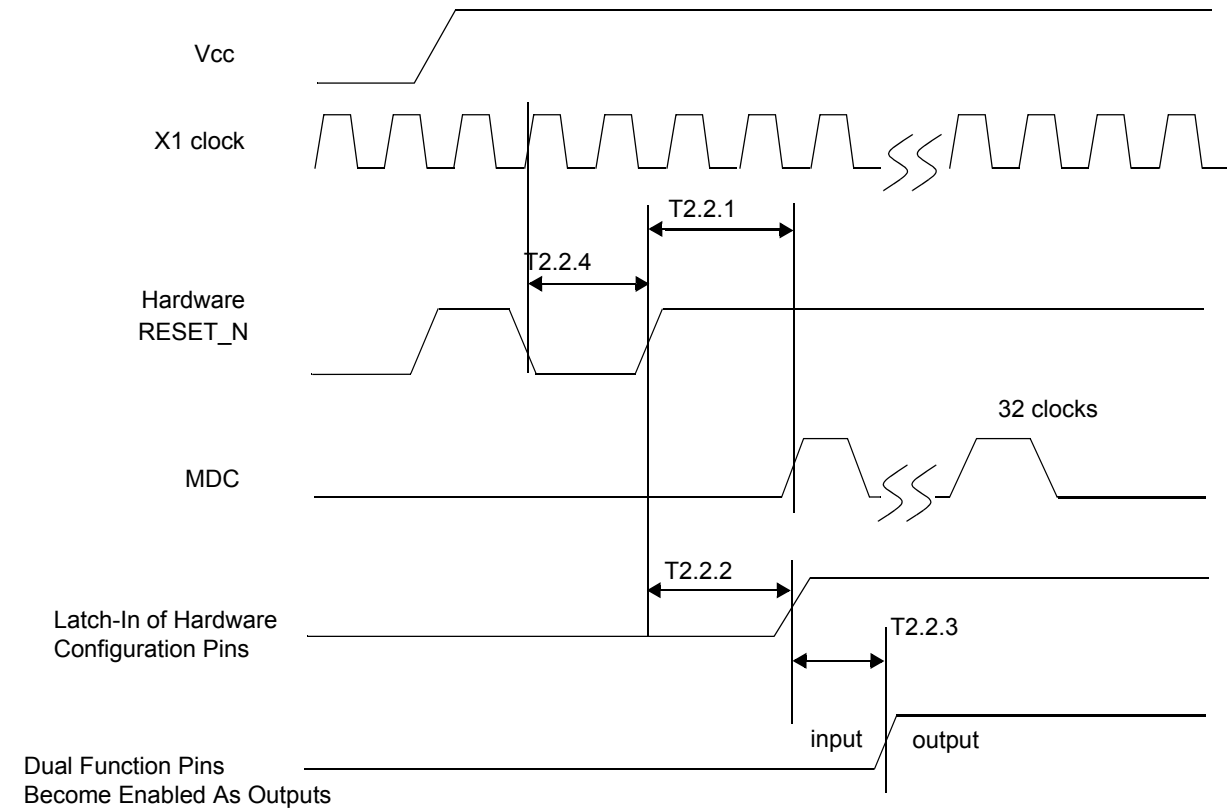 Vcc
X1 clock
T2.2.1
T2.2.4
Hardware
RESET_N
32 clocks
MDC
T2.2.2
Latch-In of Hardware
Configuration Pins
T2.2.3
input
output
Dual Function Pins
Become Enabled As Outputs